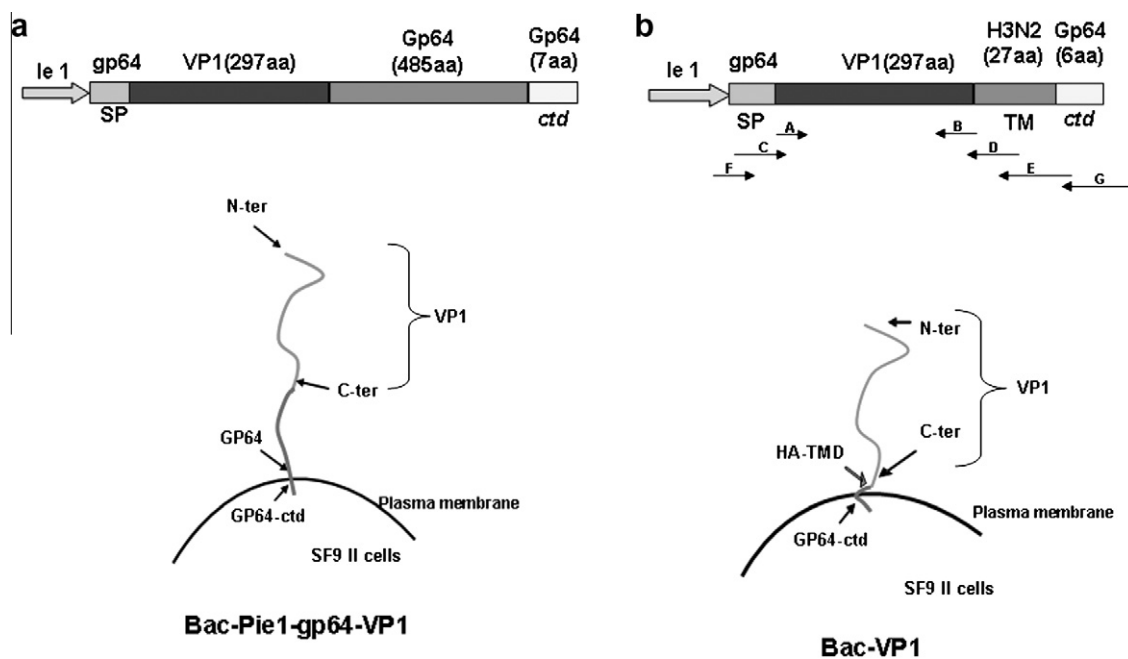 a
Ie 1
gp64
SP
VP1(297aa)
Gp64
(485aa)
Gp64
(7aa)
ctd
N-ter
VP1
C-ter
GP64
GP64-ctd
Plasma membrane
SF9 II cells
Bac-Pie1-gp64-VP1
b
Ie 1
gp64
SP
VP1(297aa)
H3N2
(27aa)
TM
Gp64
(6aa)
ctd
A
B
C
D
F
E
G
N-ter
VP1
C-ter
HA-TMD
GP64-ctd
Plasma membrane
SF9 II cells
Bac-VP1